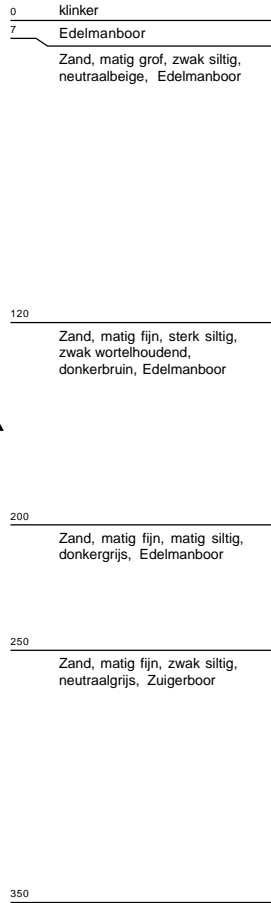 0 klinker
7 Edelmanboor
Zand, matig grof, zwak siltig,
neutraalbeige, Edelmanboor
120
Zand, matig fijn, sterk siltig,
zwak wortelhoudend,
donkerbruin, Edelmanboor
200
Zand, matig fijn, matig siltig,
donkergrijs, Edelmanboor
250
Zand, matig fijn, zwak siltig,
neutraalgrijs, Zuigerboor
350